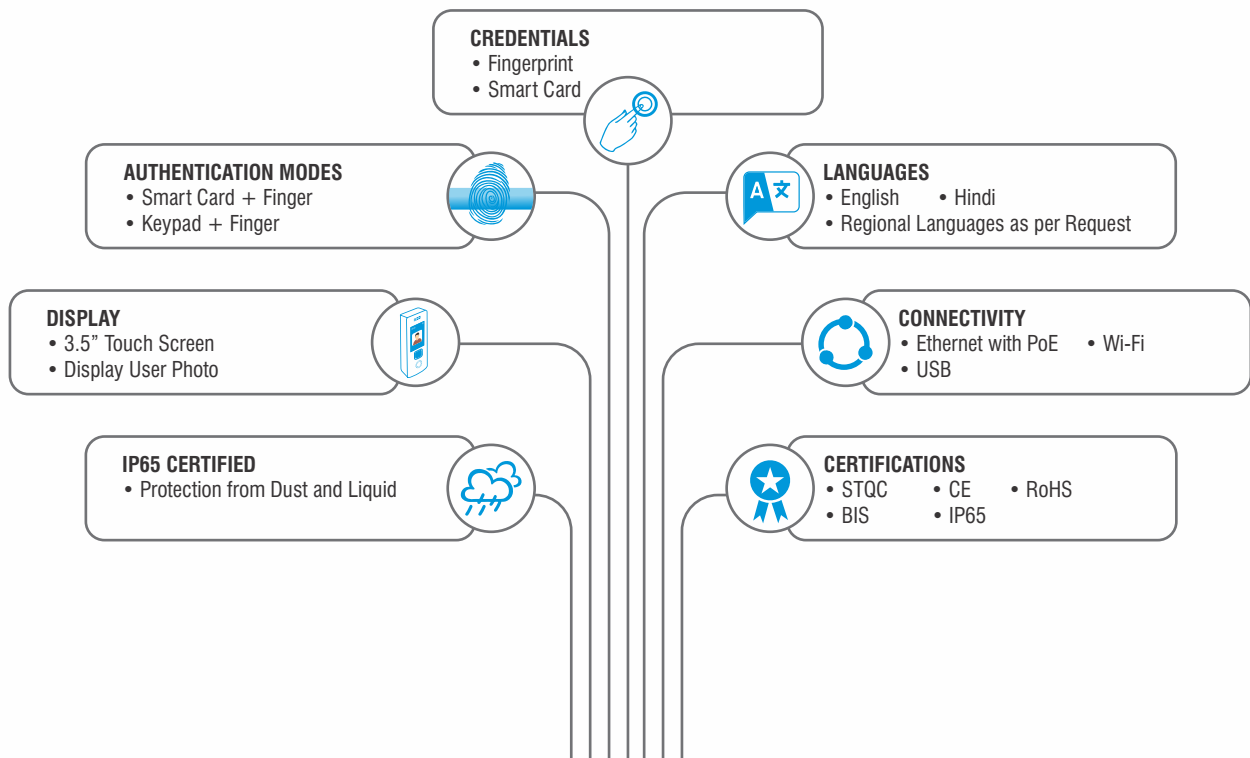 CREDENTIALS
• Fingerprint
• Smart Card
AUTHENTICATION MODES
• Smart Card + Finger
• Keypad + Finger
LANGUAGES
• English • Hindi
• Regional Languages as per Request
DISPLAY
• 3.5” Touch Screen
• Display User Photo
CONNECTIVITY
• Ethernet with PoE • Wi-Fi
• USB
IP65 CERTIFIED
• Protection from Dust and Liquid
CERTIFICATIONS
• STQC • CE • RoHS
• BIS • IP65
A文